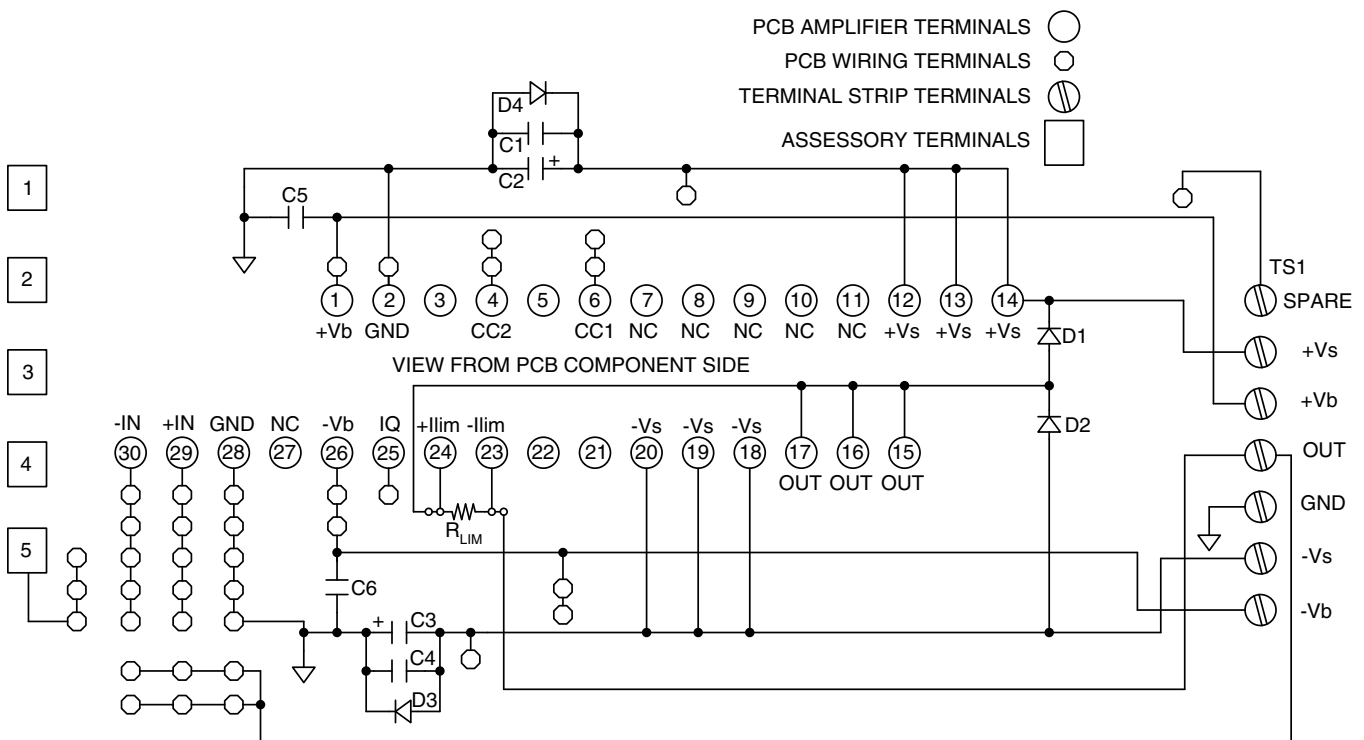 PCB AMPLIFIER TERMINALS
PCB WIRING TERMINALS
TERMINAL STRIP TERMINALS
ASSESSORY TERMINALS
D4
C1
C2 +
1
C5
2
TS1
SPARE
1 2 3 4 5 6 7 8 9 10 11 12 13 14
+Vb GND CC2 CC1 NC NC NC NC NC +Vs +Vs +Vs
D1
+Vs
VIEW FROM PCB COMPONENT SIDE
3
+Vb
D2
-IN +IN GND NC -Vb IQ +Ilim -Ilim -Vs -Vs -Vs
4
30 29 28 27 26 25 24 23 22 21 20 19 18 17 16 15
OUT OUT OUT
OUT
GND
RLIM
5
-Vs
C6
-Vb
+ C3
C4
D3